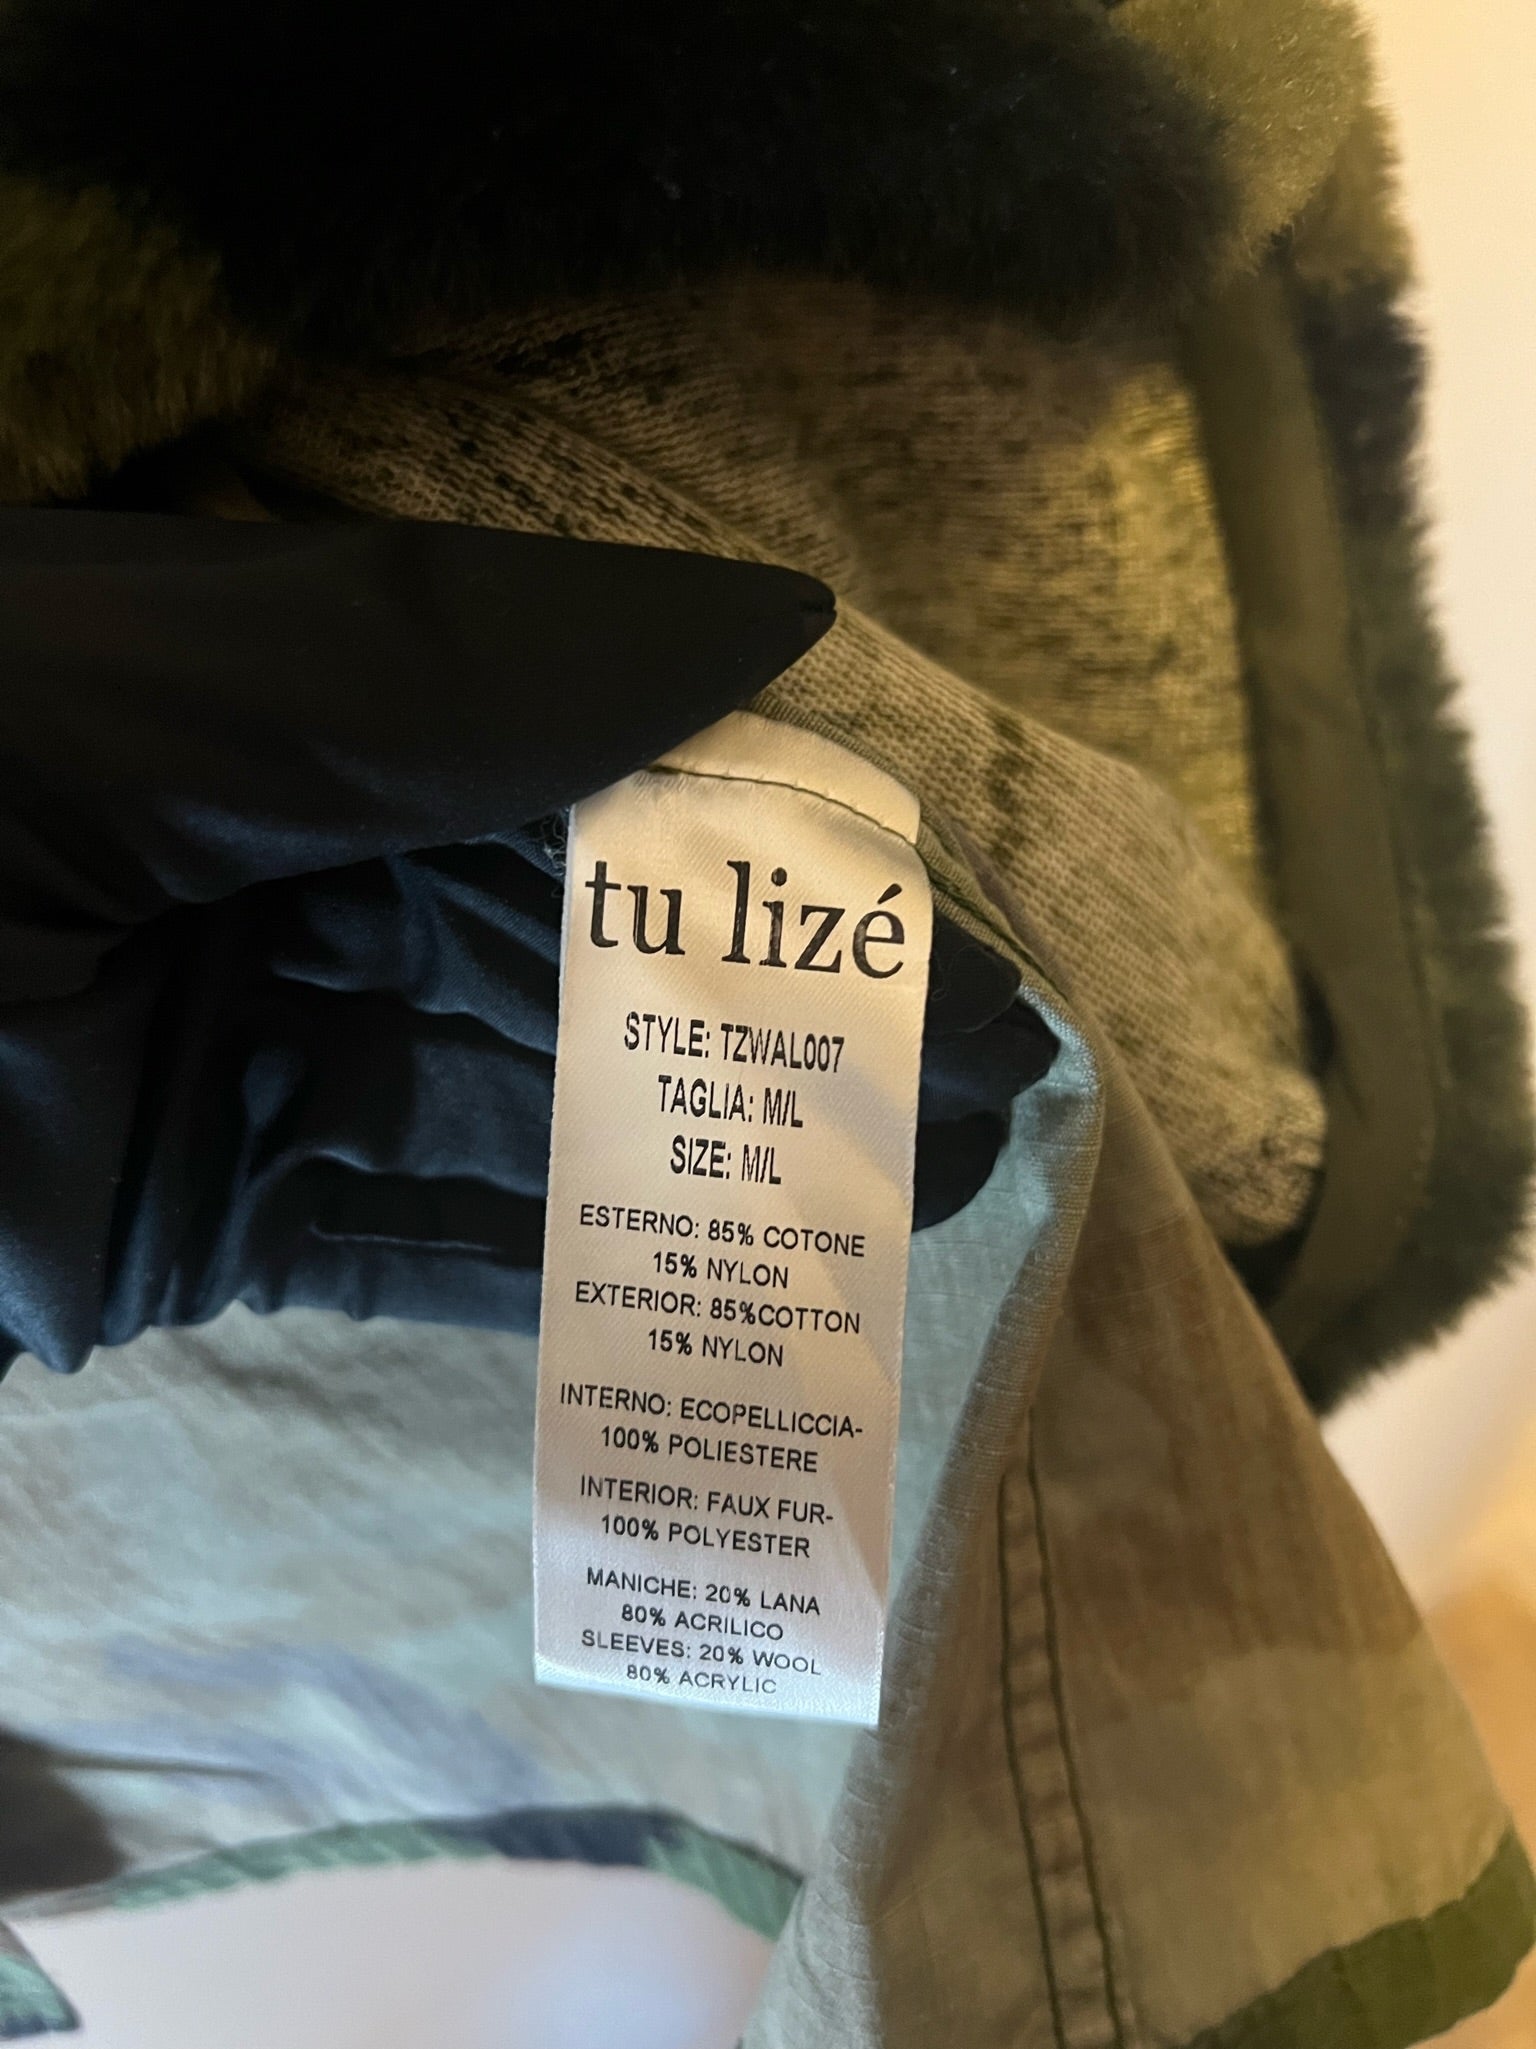 tu lizé
STYLE: TZWAL007
TAGLIA: M/L
SIZE: M/L
ESTERNO: 85% COTONE
15% NYLON
EXTERIOR: 85%COTTON
15% NYLON
INTERNO: ECOPELLICCIA-
100% POLIESTERE
INTERIOR: FAUX FUR-
100% POLYESTER
MANICHE: 20% LANA
80% ACRILICO
SLEEVES: 20% WOOL
80% ACRYLIC